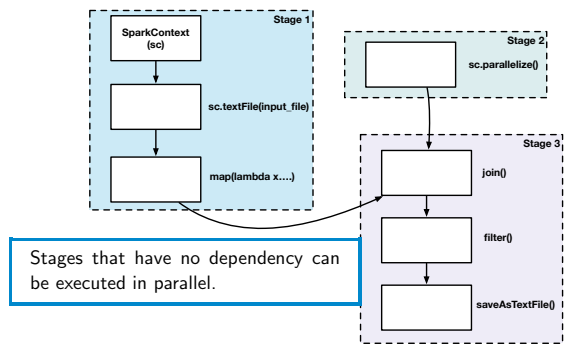 Stage 1
SparkContext
(sc)
sc.textFile(input_file)
map(lambda x....)
Stage 2
sc.parallelize()
Stage 3
join()
filter()
saveAsTextFile()
Stages that have no dependency can
be executed in parallel.